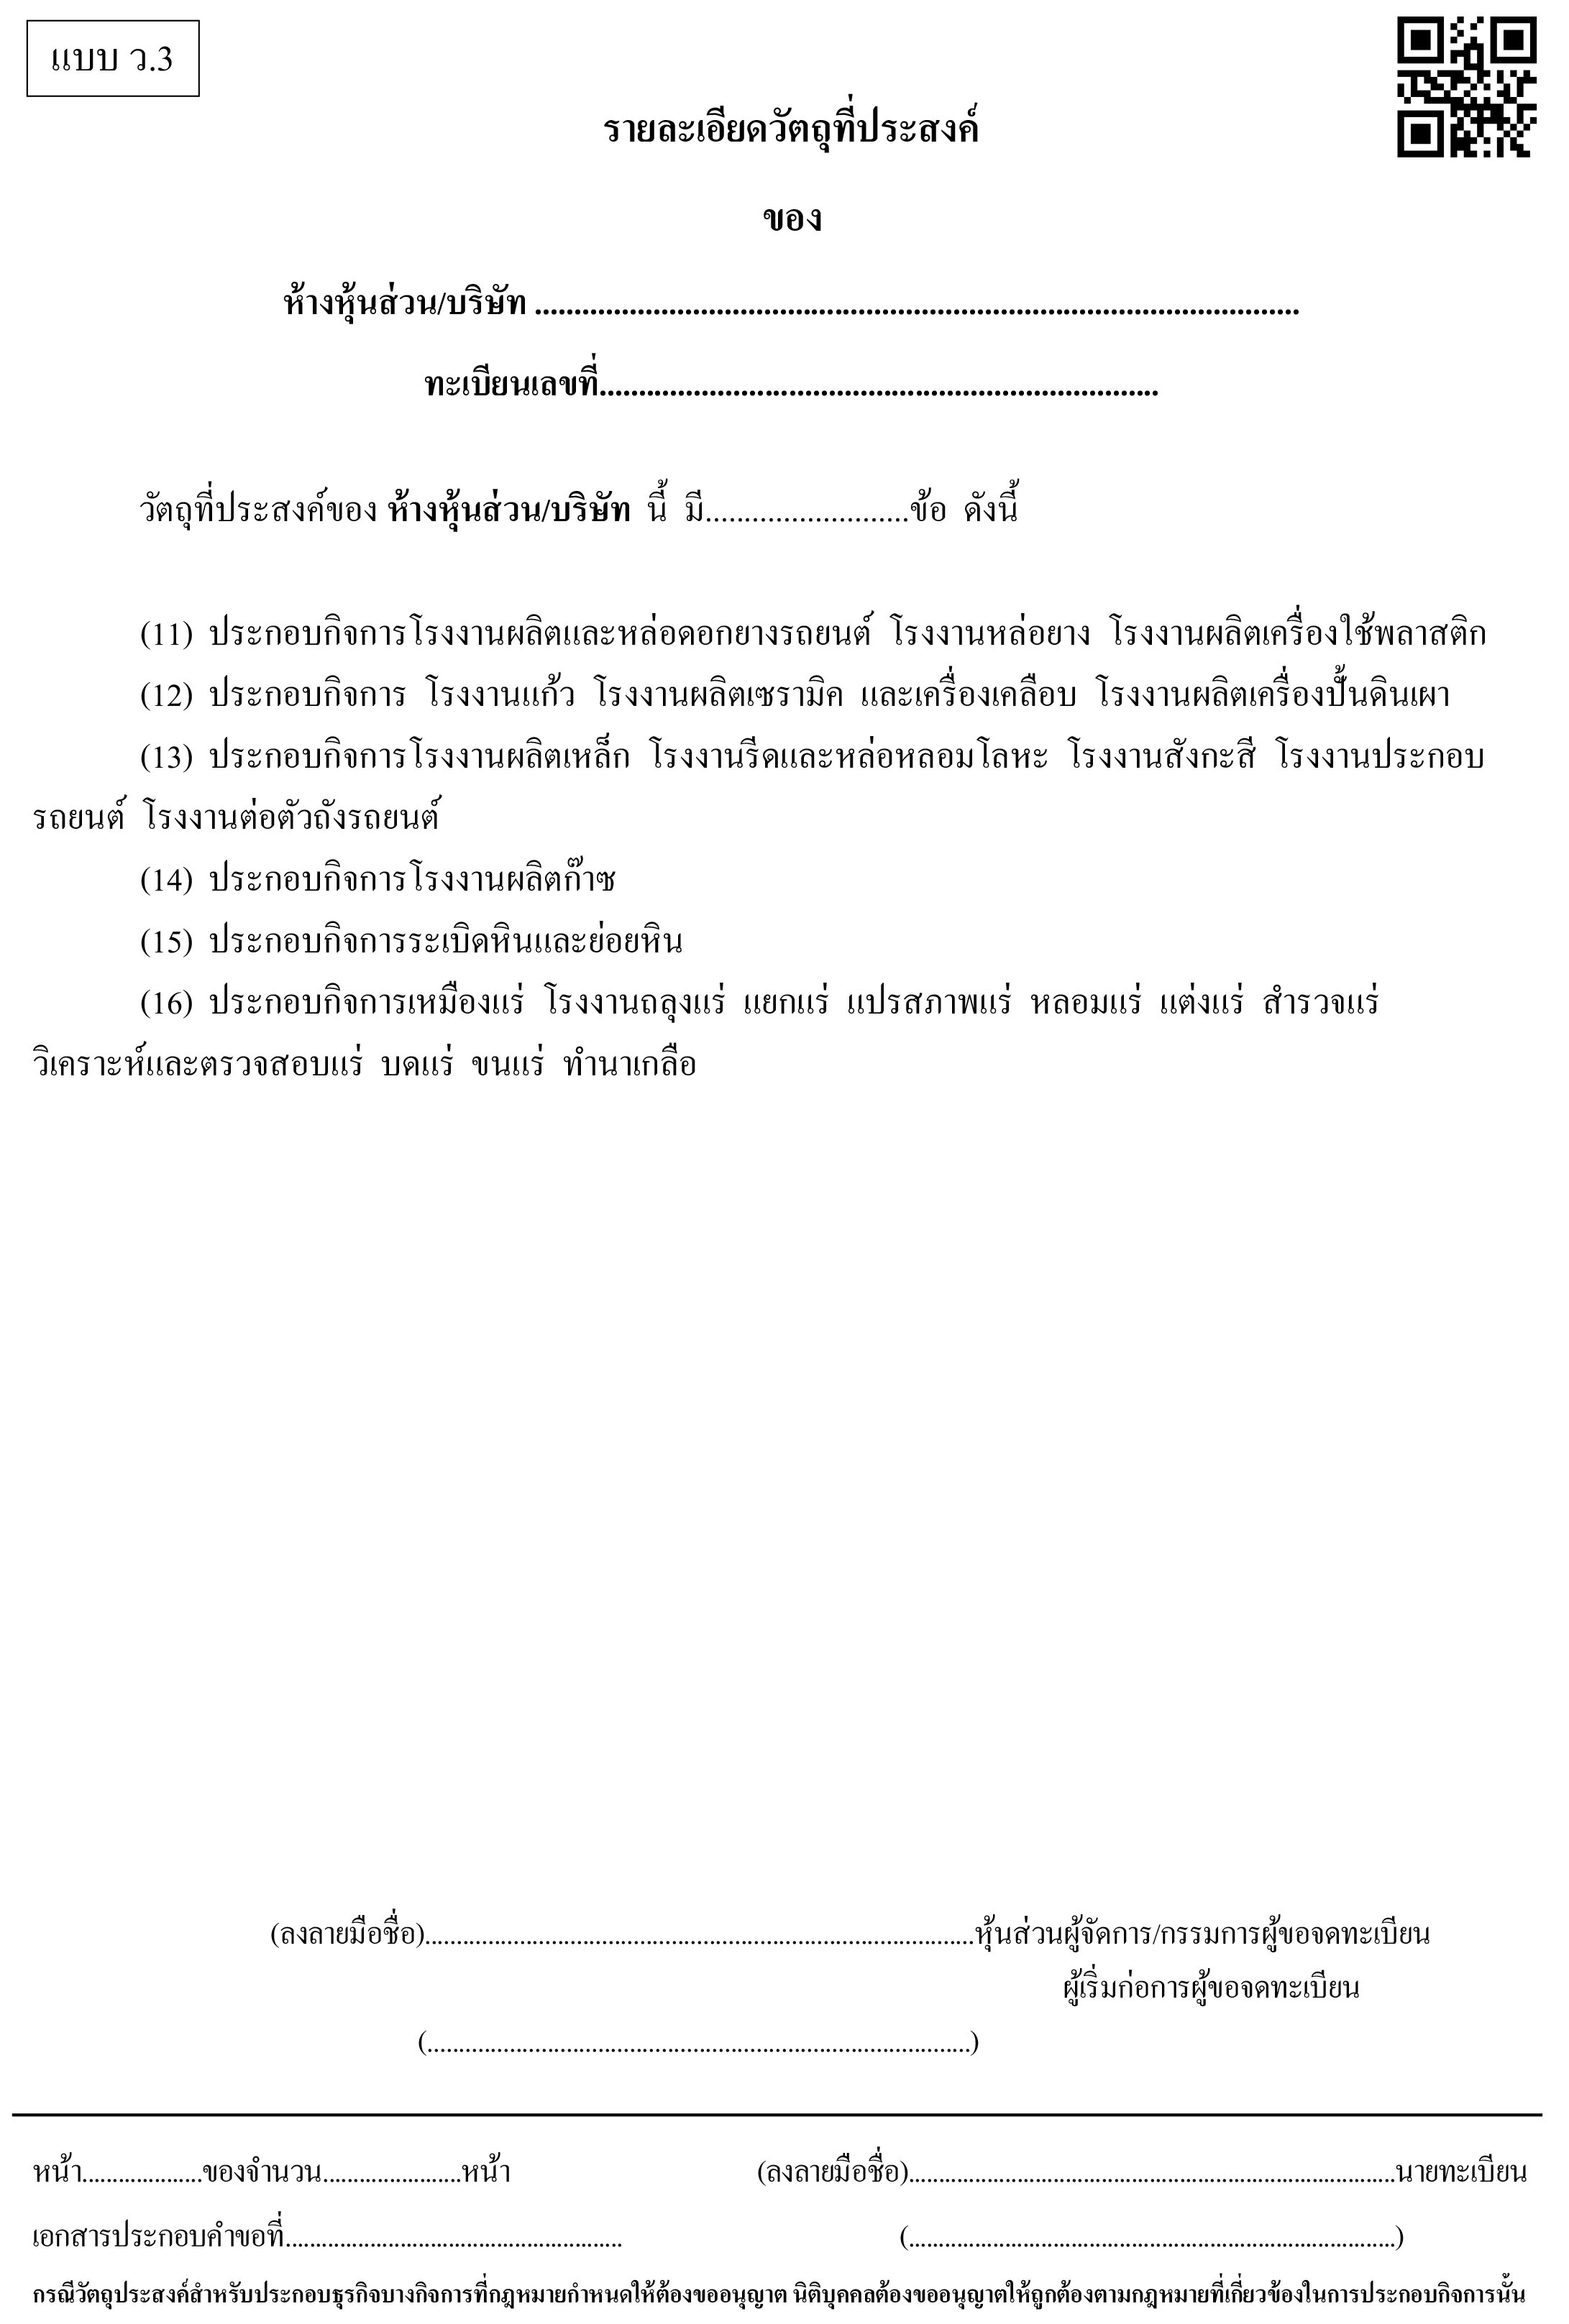 แบบ ว.3
รายละเอียดวัตถุที่ประสงค์
ของ
ห้างหุ้นส่วน/บริษัท .................................................................................................
ทะเบียนเลขที่.......................................................................
วัตถุที่ประสงค์ของ ห้างหุ้นส่วน/บริษัท นี้ มี..........................ข้อ ดังนี้
(11) ประกอบกิจการโรงงานผลิตและหล่อดอกยางรถยนต์ โรงงานหล่อยาง โรงงานผลิตเครื่องใช้พลาสติก
(12) ประกอบกิจการ โรงงานแก้ว โรงงานผลิตเซรามิค และเครื่องเคลือบ โรงงานผลิตเครื่องปั้นดินเผา
(13) ประกอบกิจการโรงงานผลิตเหล็ก โรงงานรีดและหล่อหลอมโลหะ โรงงานสังกะสี โรงงานประกอบ
รถยนต์ โรงงานต่อตัวถังรถยนต์
(14) ประกอบกิจการโรงงานผลิตก๊าซ
(15) ประกอบกิจการระเบิดหินและย่อยหิน
(16) ประกอบกิจการเหมืองแร่ โรงงานถลุงแร่ แยกแร่ แปรสภาพแร่ หลอมแร่ แต่งแร่ สำรวจแร่
วิเคราะห์และตรวจสอบแร่ บดแร่ ขนแร่ ทำนาเกลือ
(ลงลายมือชื่อ).......................................................................................หุ้นส่วนผู้จัดการ/กรรมการผู้ขอจดทะเบียน
ผู้เริ่มก่อการผู้ขอจดทะเบียน
(......................................................................................)
หน้า....................ของจำนวน.......................หน้า
(ลงลายมือชื่อ).................................................................................นายทะเบียน
เอกสารประกอบคำขอที่........................................................
(.................................................................................)
กรณีวัตถุประสงค์สำหรับประกอบธุรกิจบางกิจการที่กฎหมายกำหนดให้ต้องขออนุญาต นิติบุคคลต้องขออนุญาตให้ถูกต้องตามกฎหมายที่เกี่ยวข้องในการประกอบกิจการนั้น